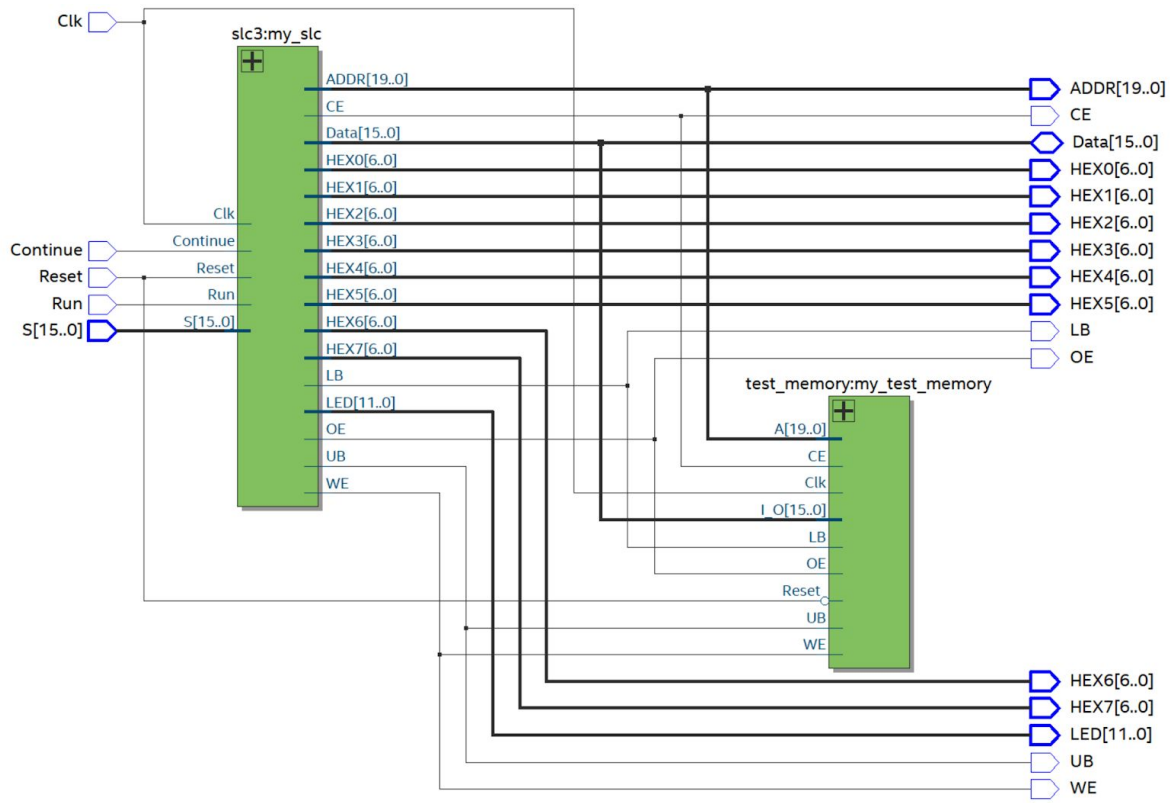 Clk
slc3:my_slc
ADDR[19..0]
CE
Data[15..0]
HEX0[6..0]
HEX1[6..0]
HEX2[6..0]
HEX3[6..0]
HEX4[6..0]
HEX5[6..0]
HEX6[6..0]
HEX7[6..0]
LB
LED[11..0]
OE
UB
WE
Clk
Continue
Reset
Run
S[15..0]
Continue
Reset
Run
S[15..0]
test_memory:my_test_memory
A[19..0]
CE
Clk
I_O[15..0]
LB
OE
Reset
UB
WE
ADDR[19..0]
CE
Data[15..0]
HEX0[6..0]
HEX1[6..0]
HEX2[6..0]
HEX3[6..0]
HEX4[6..0]
HEX5[6..0]
LB
OE
HEX6[6..0]
HEX7[6..0]
LED[11..0]
UB
WE